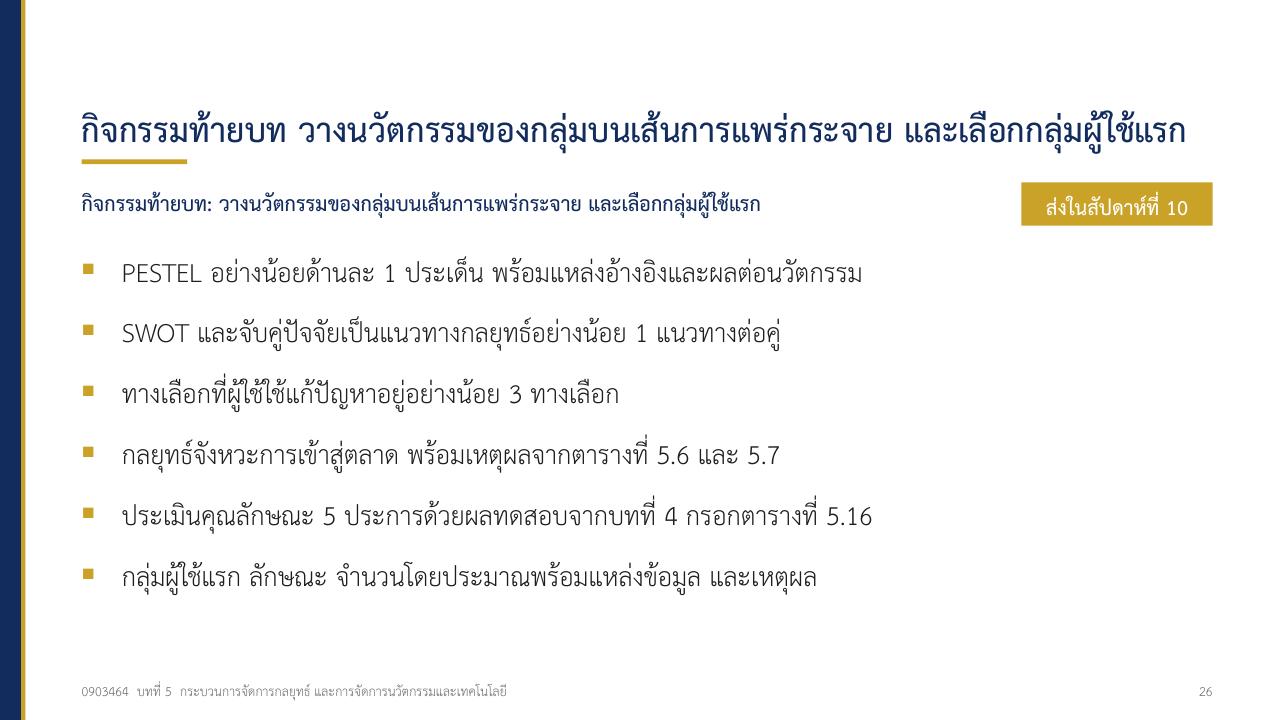 กิจกรรมท้ายบท วางนวัตกรรมของกลุ่มบนเส้นการแพร่กระจาย และเลือกกลุ่มผู้ใช้แรก
กิจกรรมท้ายบท: วางนวัตกรรมของกลุ่มบนเส้นการแพร่กระจาย และเลือกกลุ่มผู้ใช้แรก
ส่งในสัปดาห์ที่ 10
PESTEL อย่างน้อยด้านละ 1 ประเด็น พร้อมแหล่งอ้างอิงและผลต่อนวัตกรรม
SWOT และจับคู่ปัจจัยเป็นแนวทางกลยุทธ์อย่างน้อย 1 แนวทางต่อคู่
ทางเลือกที่ผู้ใช้ใช้แก้ปัญหาอยู่อย่างน้อย 3 ทางเลือก
กลยุทธ์จังหวะการเข้าสู่ตลาด พร้อมเหตุผลจากตารางที่ 5.6 และ 5.7
ประเมินคุณลักษณะ 5 ประการด้วยผลทดสอบจากบทที่ 4 กรอกตารางที่ 5.16
กลุ่มผู้ใช้แรก ลักษณะ จำนวนโดยประมาณพร้อมแหล่งข้อมูล และเหตุผล
0903464 บทที่ 5 กระบวนการจัดการกลยุทธ์ และการจัดการนวัตกรรมและเทคโนโลยี
26